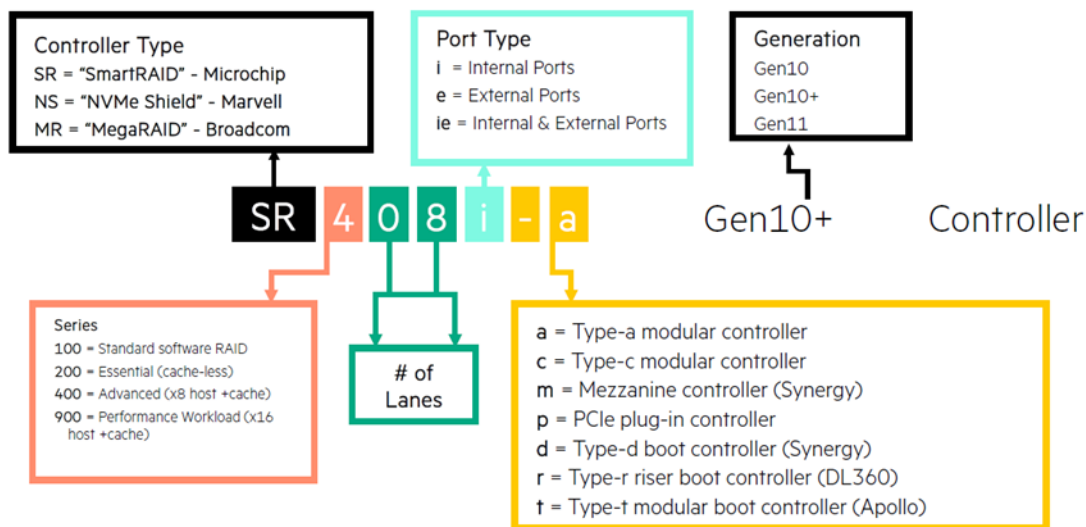 Controller Type
SR = “SmartRAID” - Microchip
NS = “NVMe Shield” - Marvell
MR = “MegaRAID” - Broadcom
Port Type
i = Internal Ports
e = External Ports
ie = Internal & External Ports
Generation
Gen10
Gen10+
Gen11
SR 4 0 8 i - a Gen10+ Controller
Series
100 = Standard software RAID
200 = Essential (cache-less)
400 = Advanced (x8 host +cache)
900 = Performance Workload (x16
host +cache)
# of
Lanes
a = Type-a modular controller
c = Type-c modular controller
m = Mezzanine controller (Synergy)
p = PCIe plug-in controller
d = Type-d boot controller (Synergy)
r = Type-r riser boot controller (DL360)
t = Type-t modular boot controller (Apollo)